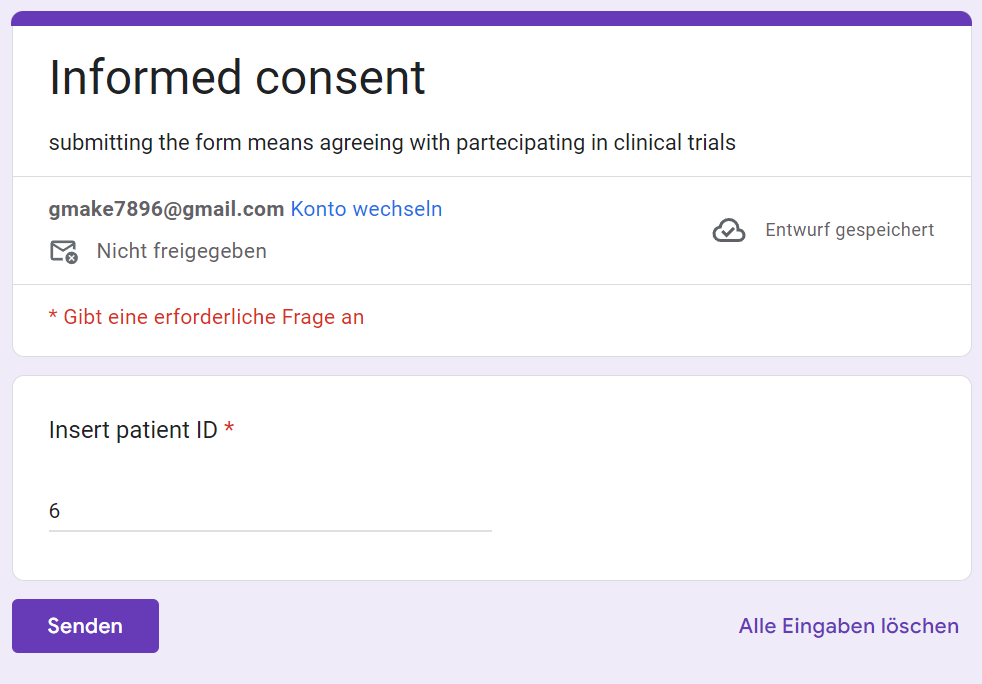 Informed consent
submitting the form means agreeing with partecipating in clinical trials
gmake7896@gmail.com Konto wechseln
Nicht freigegeben
Entwurf gespeichert
* Gibt eine erforderliche Frage an
Insert patient ID *
6
Senden
Alle Eingaben löschen